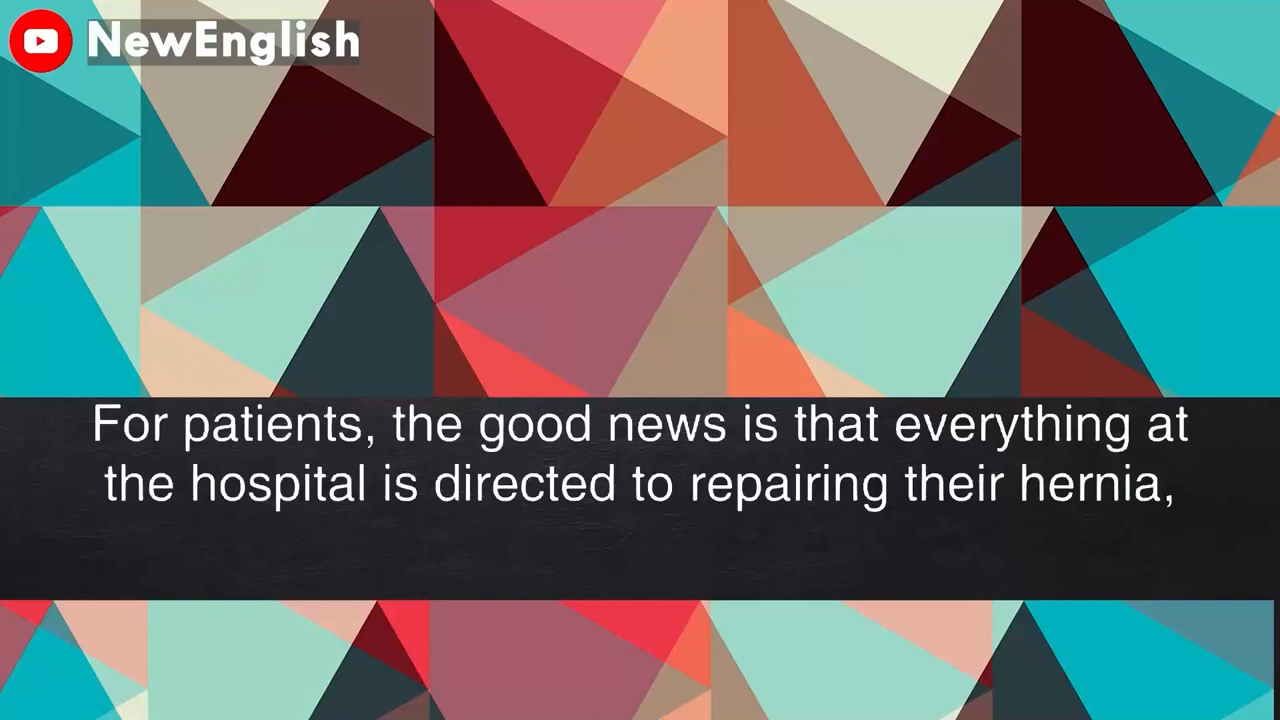 NewEnglish
For patients, the good news is that everything at
the hospital is directed to repairing their hernia,